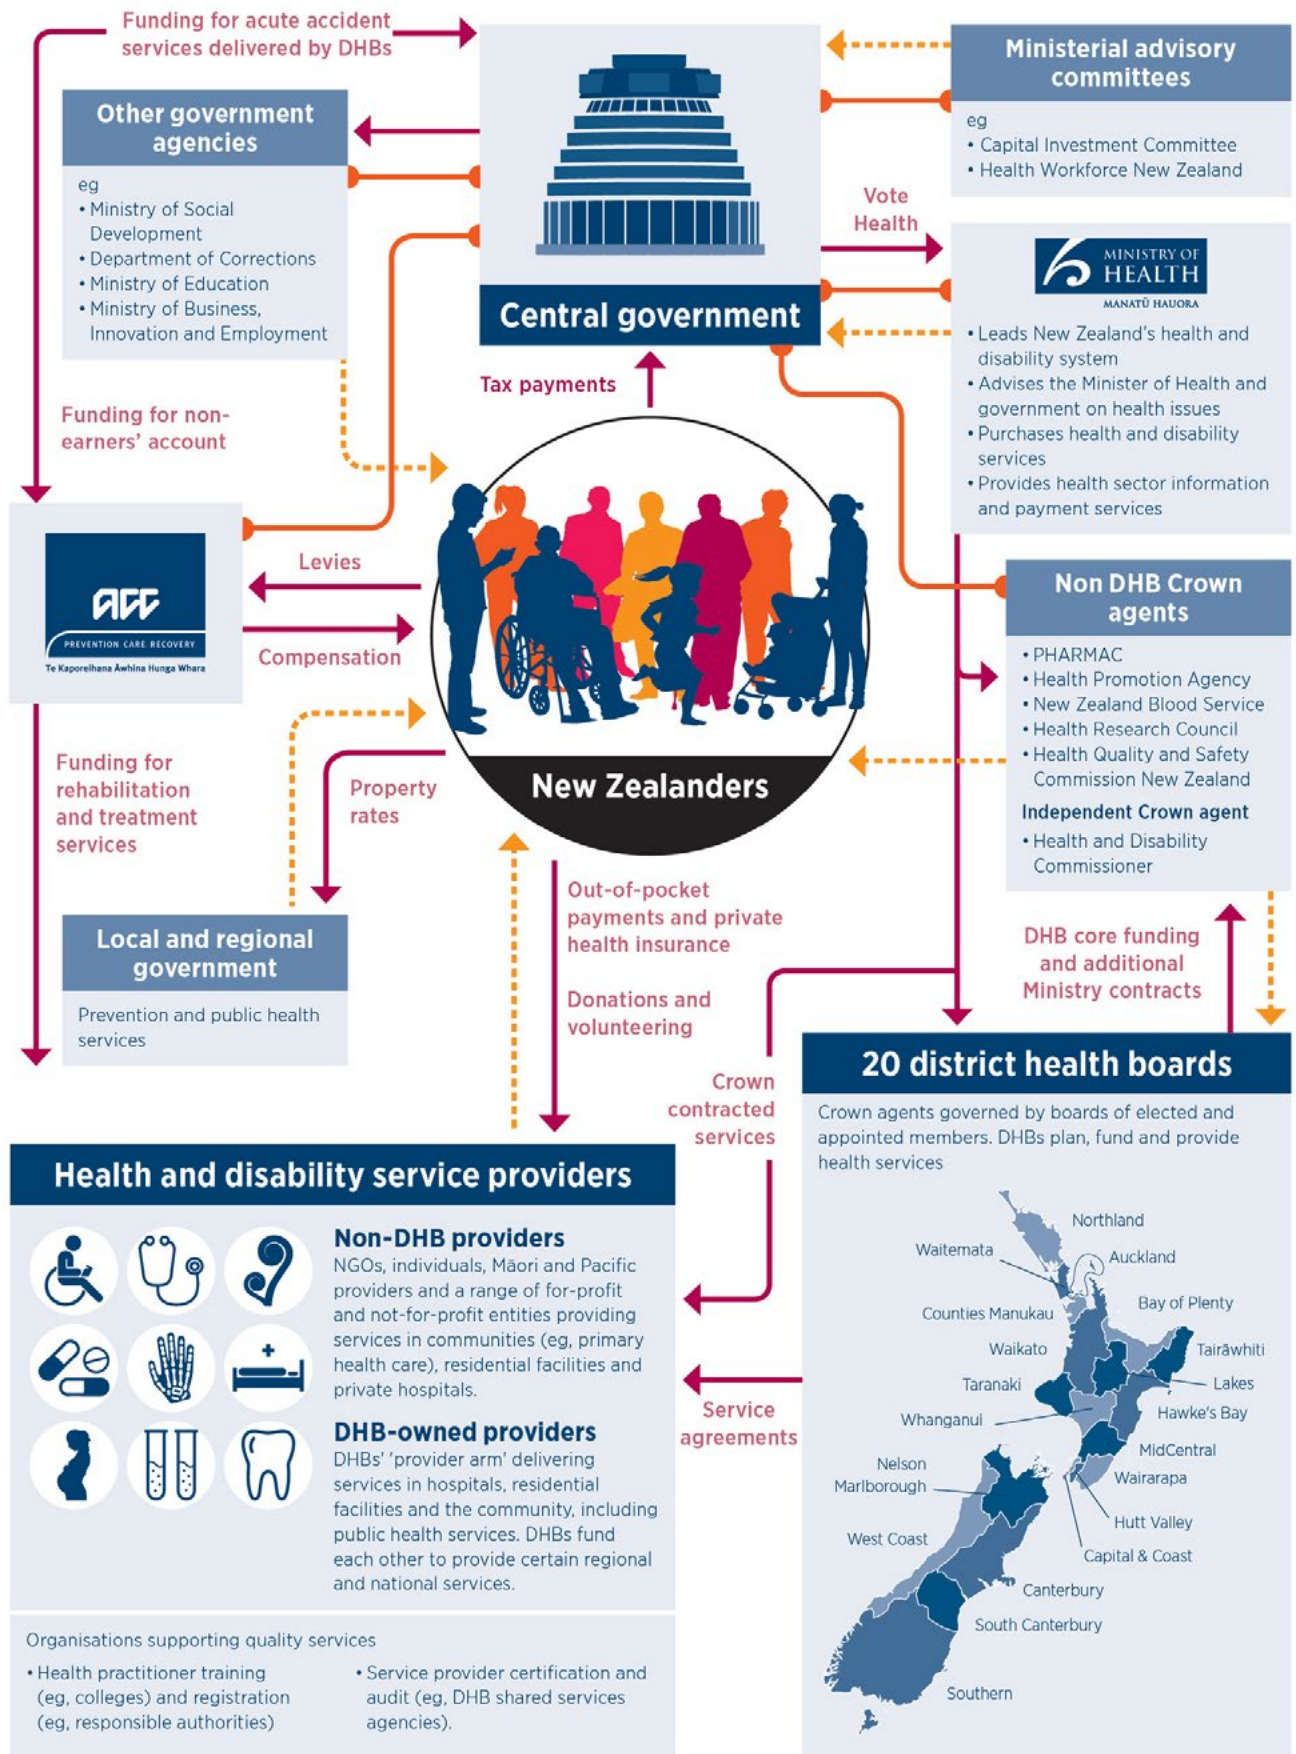 Funding for acute accident
services delivered by DHBs
Other government
agencies
eg
• Ministry of Social
Development
• Department of Corrections
• Ministry of Education
• Ministry of Business,
Innovation and Employment
Central government
Ministerial advisory
committees
eg
• Capital Investment Committee
• Health Workforce New Zealand
Vote
Health
MINISTRY OF
HEALTH
MANATŪ HAUORA
• Leads New Zealand's health and
disability system
• Advises the Minister of Health and
government on health issues
• Purchases health and disability
services
• Provides health sector information
and payment services
Tax payments
Funding for non-
earners' account
ACC
PREVENTION CARE RECOVERY
Te Kaporeihana Āwhina Hunga Whara
Levies
Compensation
New Zealanders
Non DHB Crown
agents
• PHARMAC
• Health Promotion Agency
• New Zealand Blood Service
• Health Research Council
• Health Quality and Safety
Commission New Zealand
Independent Crown agent
• Health and Disability
Commissioner
Funding for
rehabilitation
and treatment
services
Property
rates
Local and regional
government
Prevention and public health
services
Out-of-pocket
payments and private
health insurance
Donations and
volunteering
DHB core funding
and additional
Ministry contracts
Crown
contracted
services
20 district health boards
Crown agents governed by boards of elected and
appointed members. DHBs plan, fund and provide
health services
Northland
Waitemata
Auckland
Counties Manukau
Bay of Plenty
Waikato
Tairāwhiti
Taranaki
Lakes
Whanganui
Hawke's Bay
MidCentral
Nelson
Marlborough
Wairarapa
Hutt Valley
West Coast
Capital & Coast
Canterbury
South Canterbury
Southern
Service
agreements
Health and disability service providers
Non-DHB providers
NGOs, individuals, Māori and Pacific
providers and a range of for-profit
and not-for-profit entities providing
services in communities (eg, primary
health care), residential facilities and
private hospitals.
DHB-owned providers
DHBs' 'provider arm' delivering
services in hospitals, residential
facilities and the community, including
public health services. DHBs fund
each other to provide certain regional
and national services.
Organisations supporting quality services
• Health practitioner training
(eg, colleges) and registration
(eg, responsible authorities)
• Service provider certification and
audit (eg, DHB shared services
agencies).